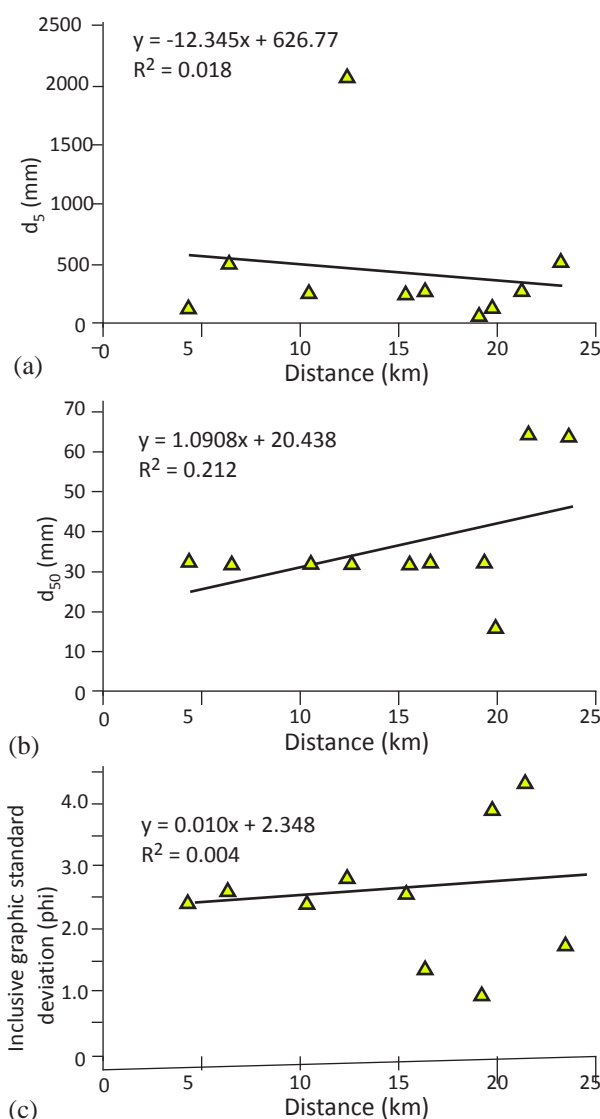 2500
2000
1500
1000
500
0
d5 (mm)
y = -12.345x + 626.77
R2 = 0.018
0 5 10 15 20 25
Distance (km)
(a)
70
60
50
40
30
20
10
0
d50 (mm)
y = 1.0908x + 20.438
R2 = 0.212
0 5 10 15 20 25
Distance (km)
(b)
4.0
3.0
2.0
1.0
0
Inclusive graphic standard
deviation (phi)
y = 0.010x + 2.348
R2 = 0.004
0 5 10 15 20 25
Distance (km)
(c)